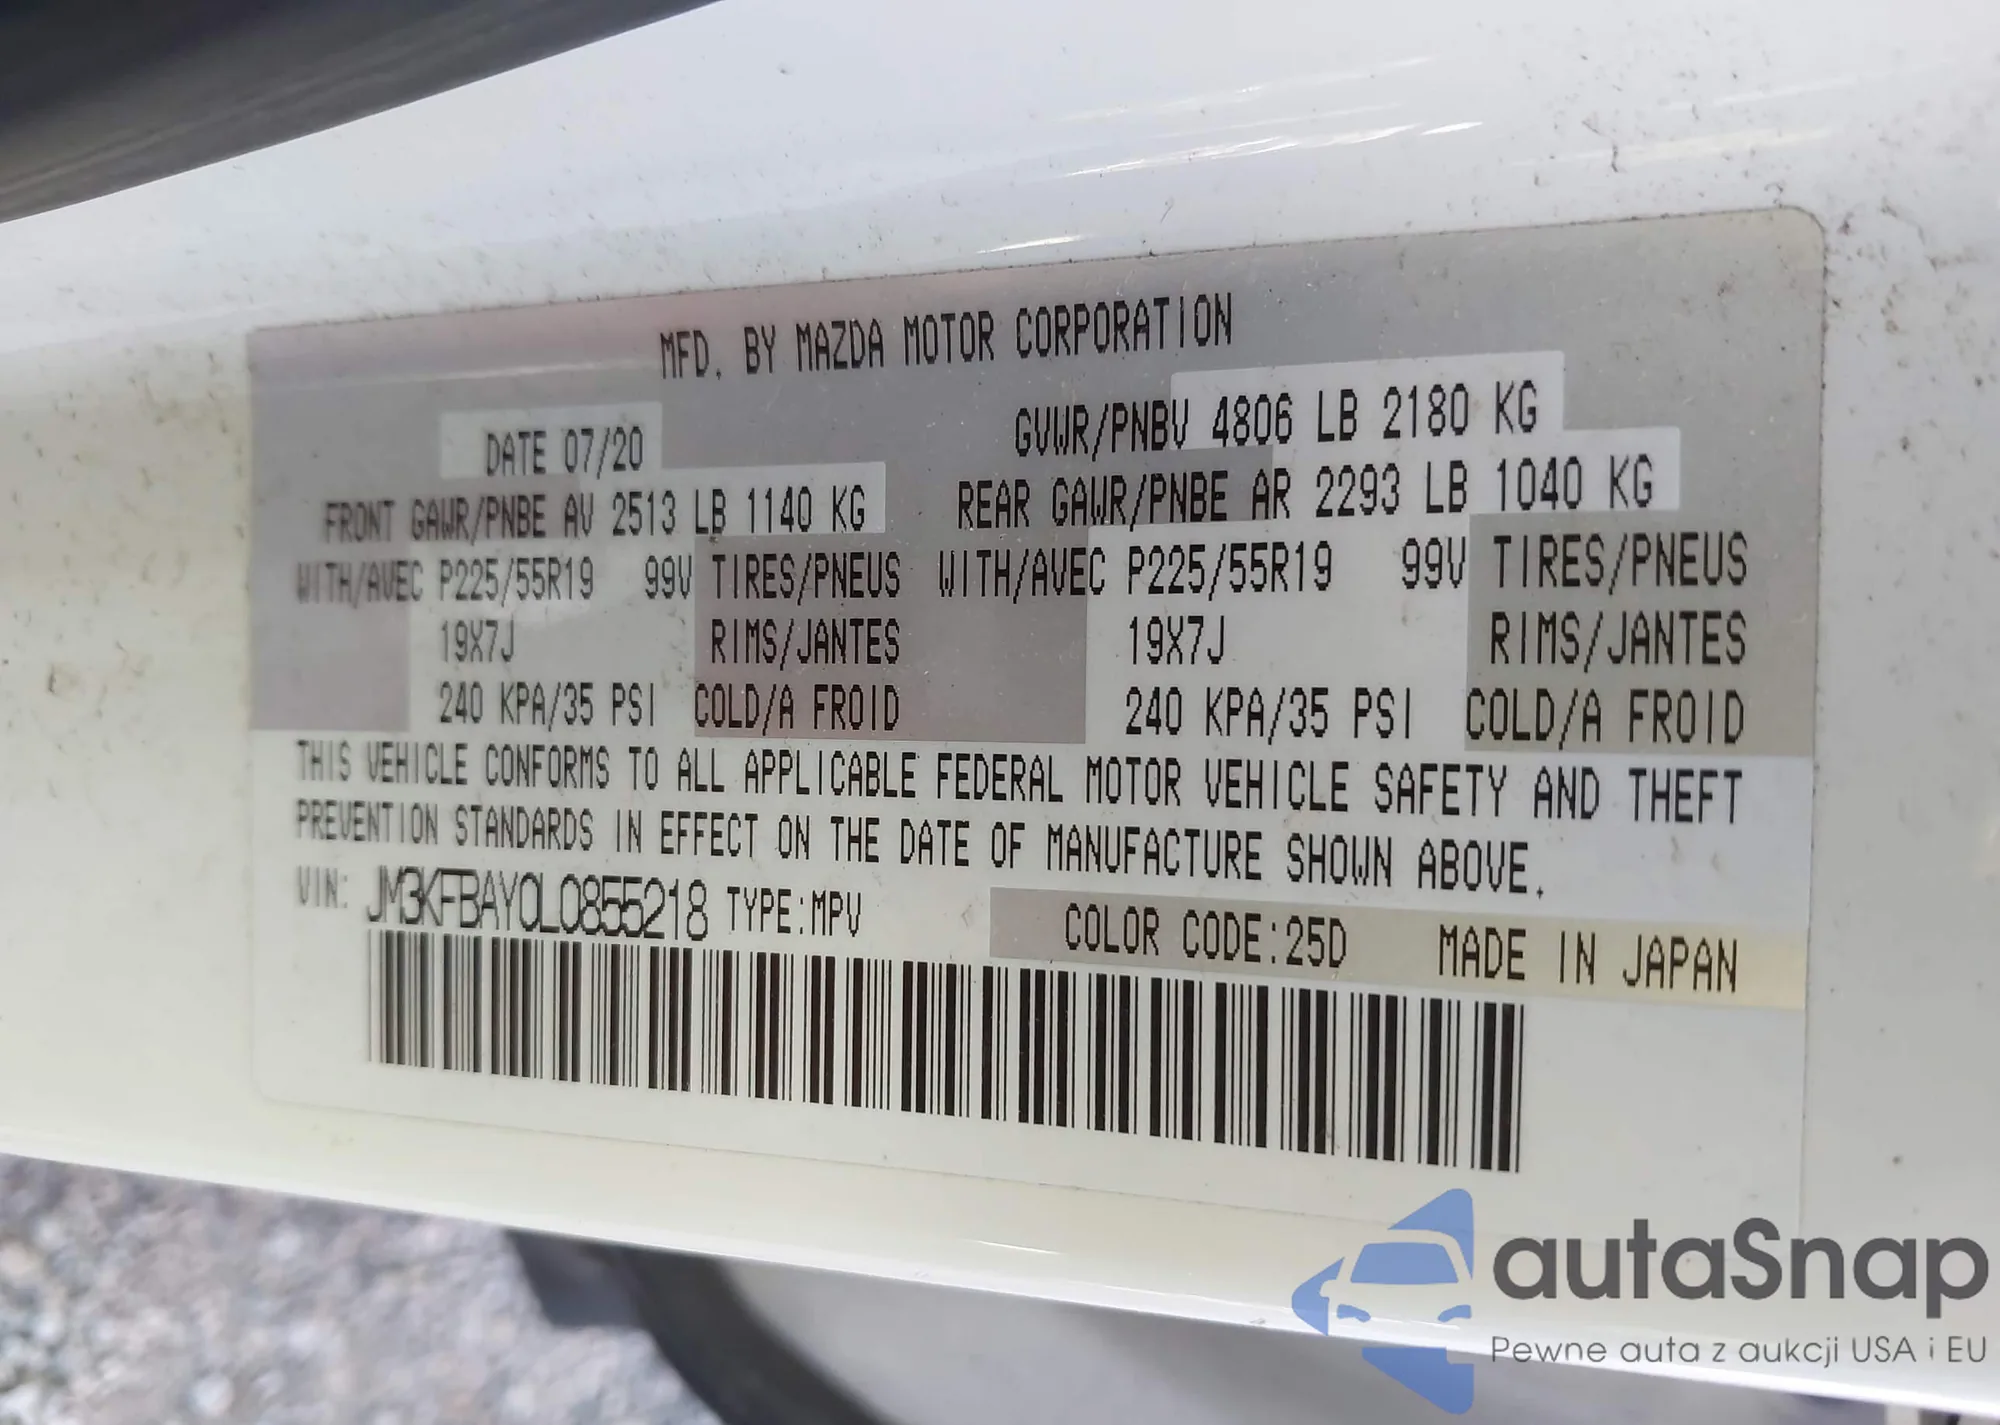 MFD. BY MAZDA MOTOR CORPORATION
DATE 07/20 GVWR/PNBV 4806 LB 2180 KG
FRONT GAWR/PNBE AV 2513 LB 1140 KG REAR GAWR/PNBE AR 2293 LB 1040 KG
WITH/AVEC P225/55R19 99V TIRES/PNEUS WITH/AVEC P225/55R19 99V TIRES/PNEUS
19X7J RIMS/JANTES 19X7J RIMS/JANTES
240 KPA/35 PSI COLD/A FROID 240 KPA/35 PSI COLD/A FROID
THIS VEHICLE CONFORMS TO ALL APPLICABLE FEDERAL MOTOR VEHICLE SAFETY AND THEFT
PREVENTION STANDARDS IN EFFECT ON THE DATE OF MANUFACTURE SHOWN ABOVE.
VIN: JM3KFBAY0L0855218 TYPE:MPV COLOR CODE:25D MADE IN JAPAN
autaSnap
Pewne auta z aukcji USA i EU